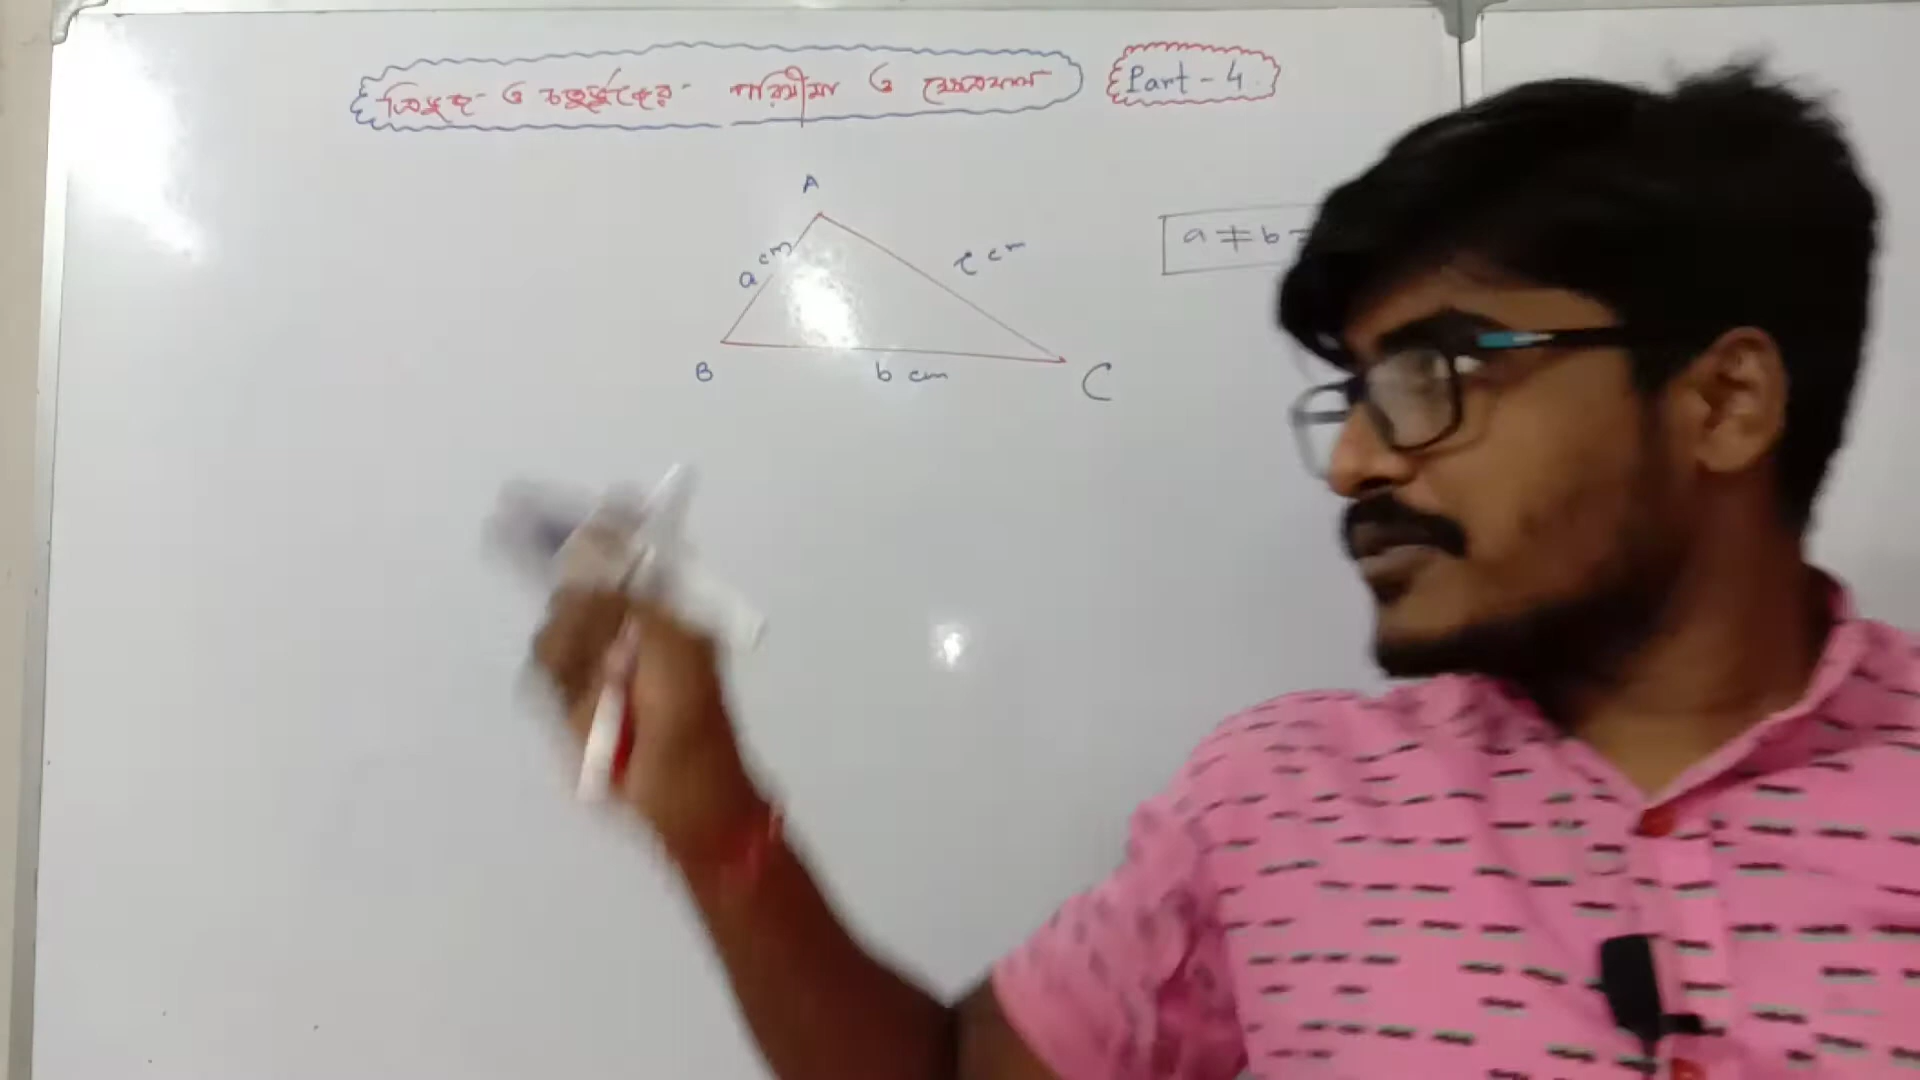 ত্রিভুজ ও চতুর্ভুজের পরিসীমা ও ক্ষেত্রফল
Part - 4
A
a cm
c cm
a ≠ b
B
b cm
C